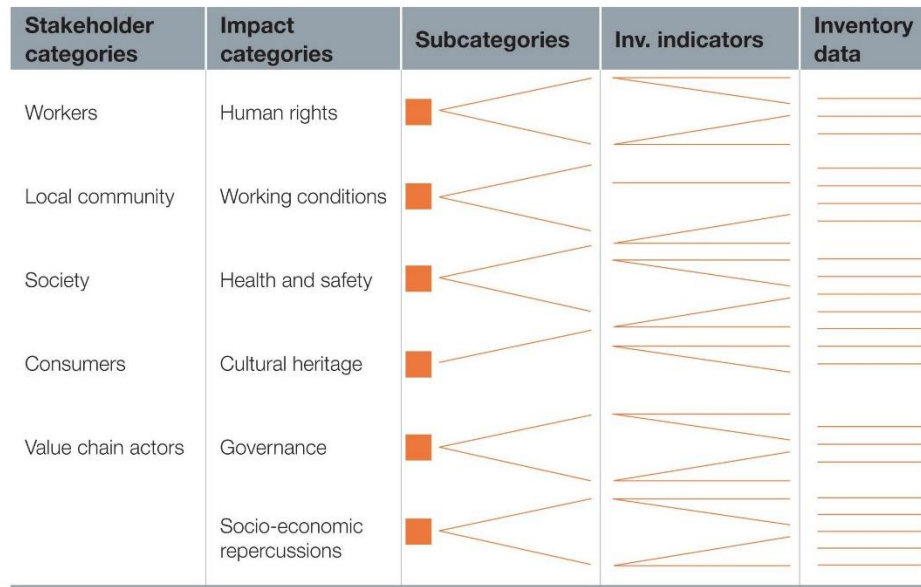 Stakeholder categories
Impact categories
Subcategories
Inv. indicators
Inventory data
Workers
Human rights
Local community
Working conditions
Society
Health and safety
Consumers
Cultural heritage
Value chain actors
Governance
Socio-economic
repercussions